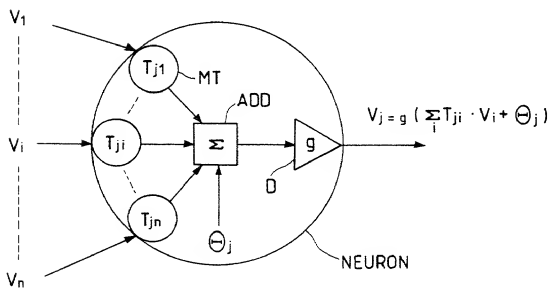 V1
Tj1
MT
ADD
Vj = g ( Σi Tji · Vi + Θj )
Vi
Tji
Σ
g
D
Tjn
Θj
NEURON
Vn